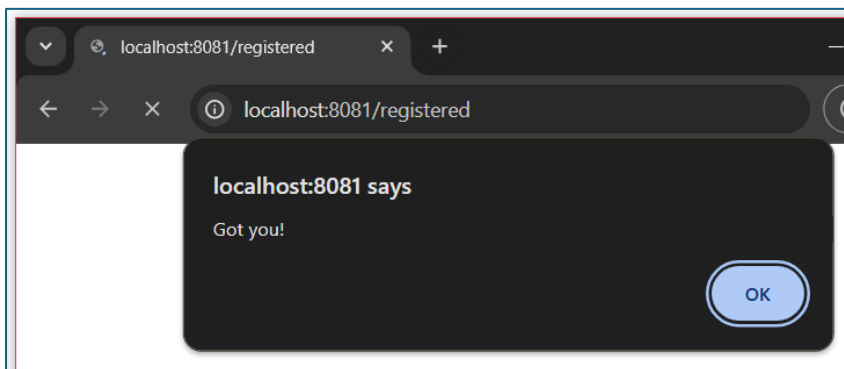 localhost:8081/registered
localhost:8081/registered
localhost:8081 says
Got you!
OK